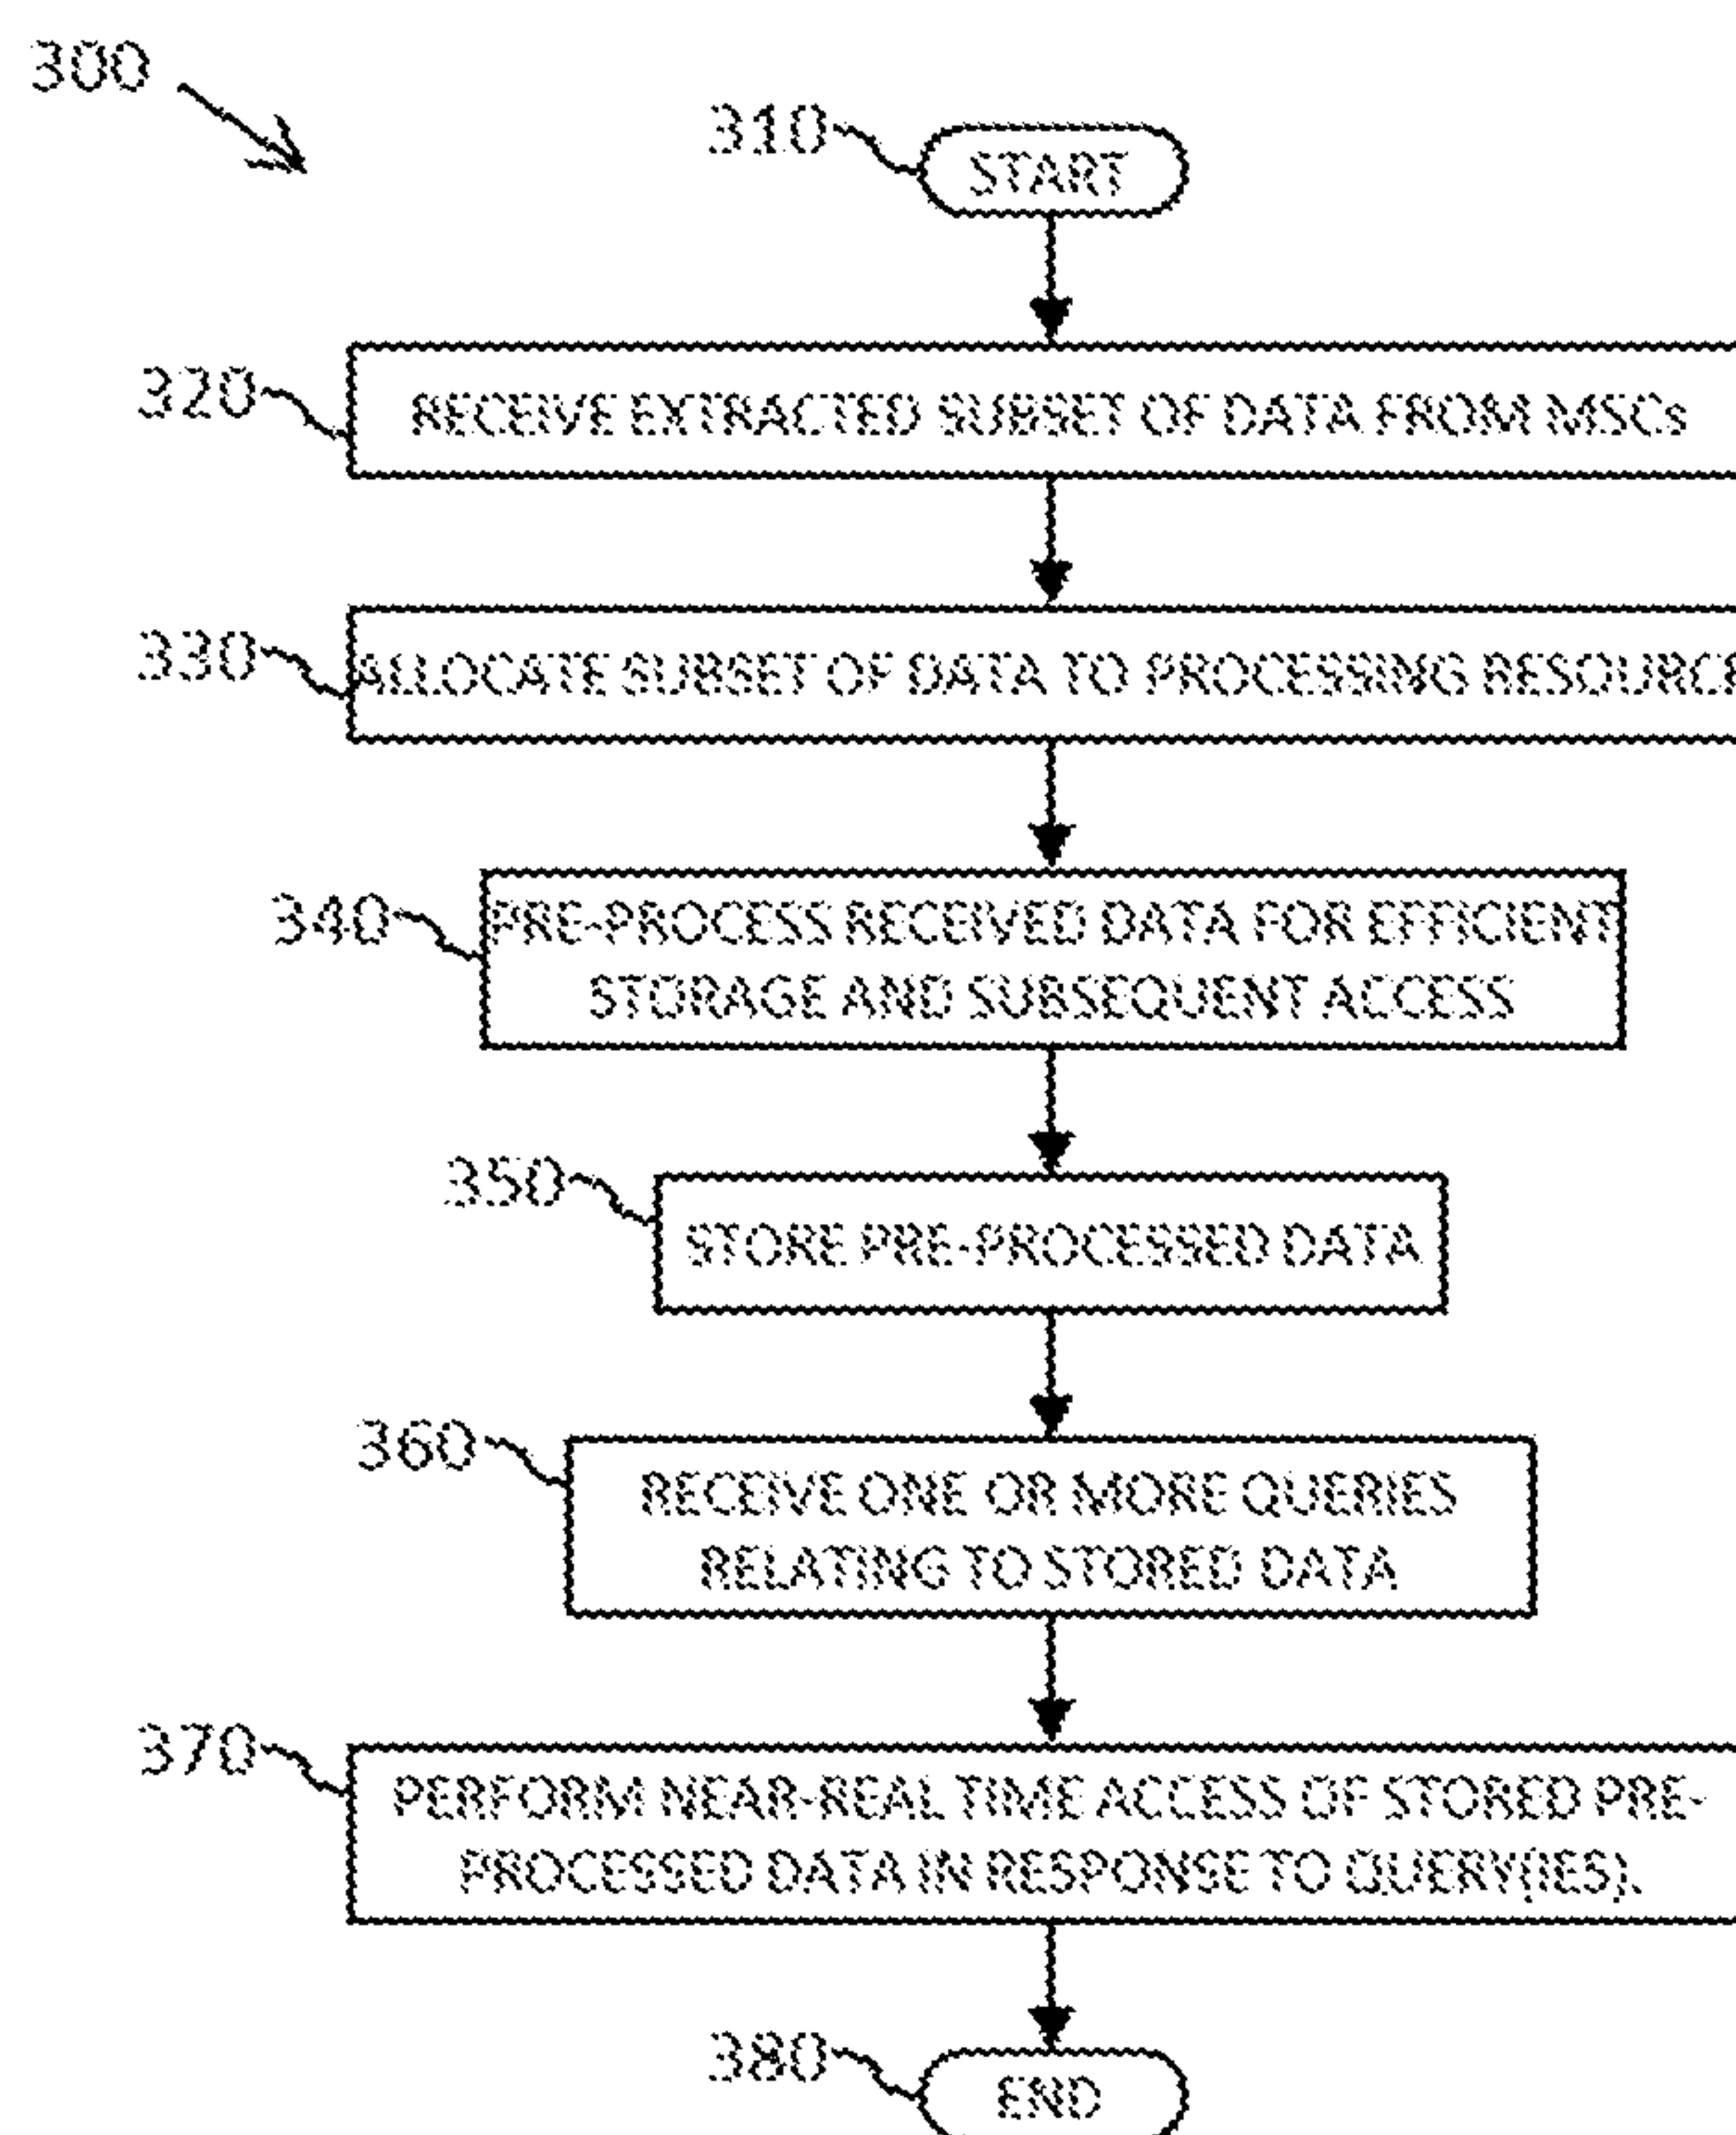 300
310
START
320
RECEIVE EXTRACTED SUBSET OF DATA FROM MSCs
330
ALLOCATE SUBSET OF DATA TO PROCESSING
340
PRE-PROCESS RECEIVED DATA FOR EFFICIENT
STORAGE AND SUBSEQUENT ACCESS
350
STORE PRE-PROCESSED DATA
360
RECEIVE ONE OR MORE QUERIES
RELATING TO STORED DATA
370
PERFORM NEAR-REAL TIME ACCESS OF STORED PRE-
PROCESSED DATA IN RESPONSE TO QUERY(IES).
380
END